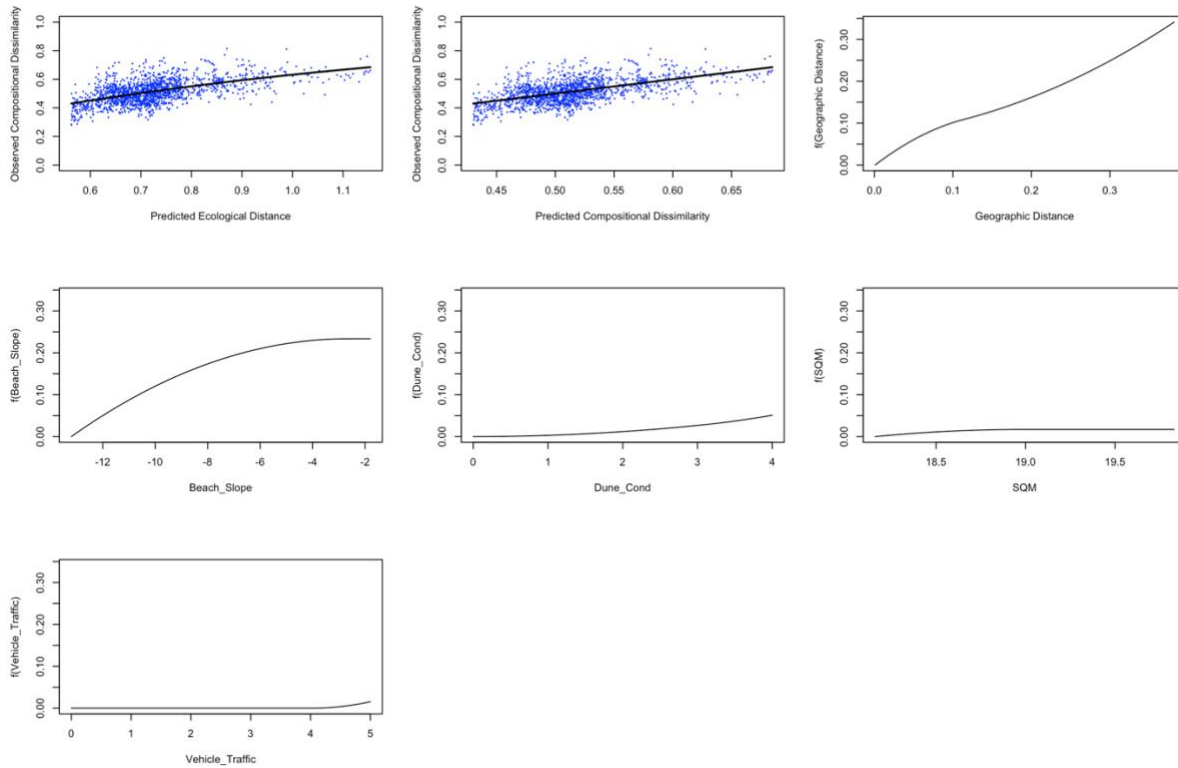 Observed Compositional Dissimilarity
0.0 0.2 0.4 0.6 0.8 1.0
0.6 0.7 0.8 0.9 1.0 1.1
Predicted Ecological Distance
Observed Compositional Dissimilarity
0.0 0.2 0.4 0.6 0.8 1.0
0.45 0.50 0.55 0.60 0.65
Predicted Compositional Dissimilarity
f(Geographic Distance)
0.00 0.10 0.20 0.30
0.0 0.1 0.2 0.3
Geographic Distance
f(Beach_Slope)
0.00 0.10 0.20 0.30
-12 -10 -8 -6 -4 -2
Beach_Slope
f(Dune_Cond)
0.00 0.10 0.20 0.30
0 1 2 3 4
Dune_Cond
f(SQM)
0.00 0.10 0.20 0.30
18.5 19.0 19.5
SQM
f(Vehicle_Traffic)
0.00 0.10 0.20 0.30
0 1 2 3 4 5
Vehicle_Traffic